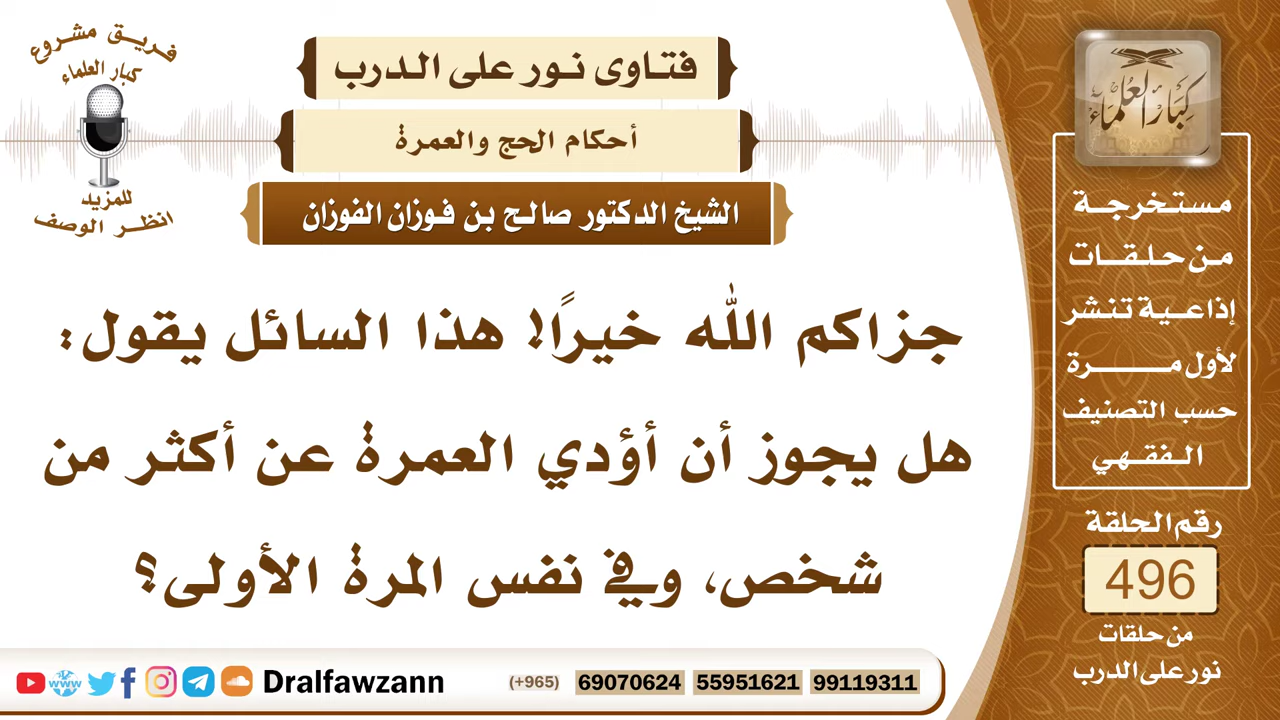 فريق مشروع
كبار العلماء
للمزيد
انظر الوصف
فتاوى نور على الدرب
أحكام الحج والعمرة
الشيخ الدكتور صالح بن فوزان الفوزان
جزاكم الله خيرًا! هذا السائل يقول:
هل يجوز أن أؤدي العمرة عن أكثر من
شخص، وفي نفس المرة الأولى؟
كبار العلماء
مستخرجة
من حلقات
إذاعية تنشر
لأول مرة
حسب التصنيف
الفقهي
رقم الحلقة
496
من حلقات
نور على الدرب
www Dralfawzann (+965) 69070624 55951621 99119311